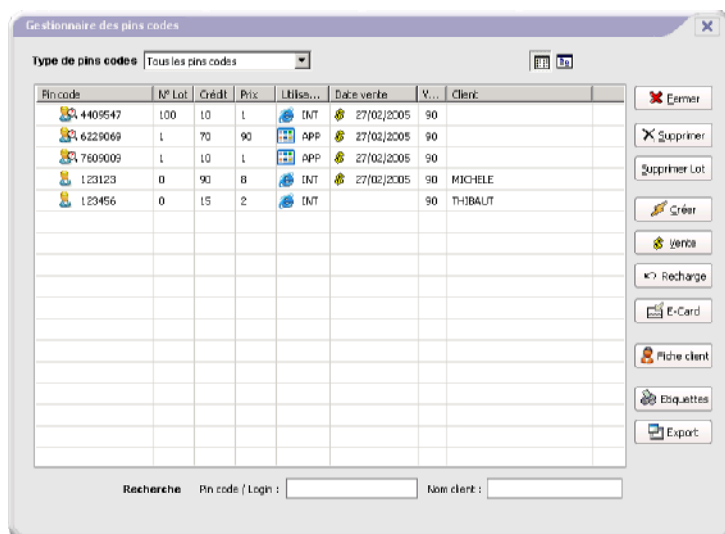 Gestionnaire des pins codes
Type de pins codes Tous les pins codes
Pin code N° Lot Crédit Prix Utilisa... Date vente V... Client
4409547 100 10 1 INT 27/02/2005 90
6229069 1 70 90 APP 27/02/2005 90
7609009 1 10 1 APP 27/02/2005 90
123123 0 90 8 INT 27/02/2005 90 MICHELE
123456 0 15 2 INT 90 THIBAUT
Fermer
Supprimer
Supprimer Lot
Créer
Vente
Recharge
E-Card
Fiche client
Etiquettes
Export
Recherche Pin code / Login : Nom client :